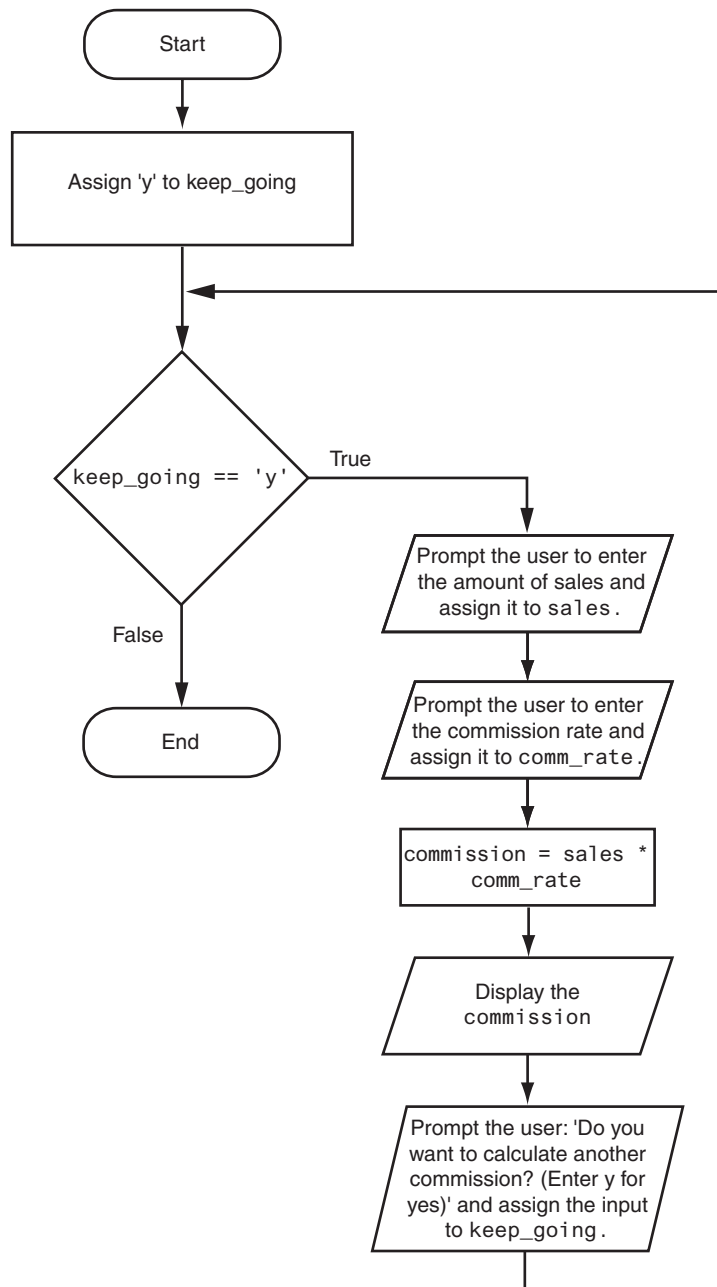 Start
Assign 'y' to keep_going
keep_going == 'y'
True
False
End
Prompt the user to enter
the amount of sales and
assign it to sales.
Prompt the user to enter
the commission rate and
assign it to comm_rate.
commission = sales *
comm_rate
Display the
commission
Prompt the user: 'Do you
want to calculate another
commission? (Enter y for
yes)' and assign the input
to keep_going.